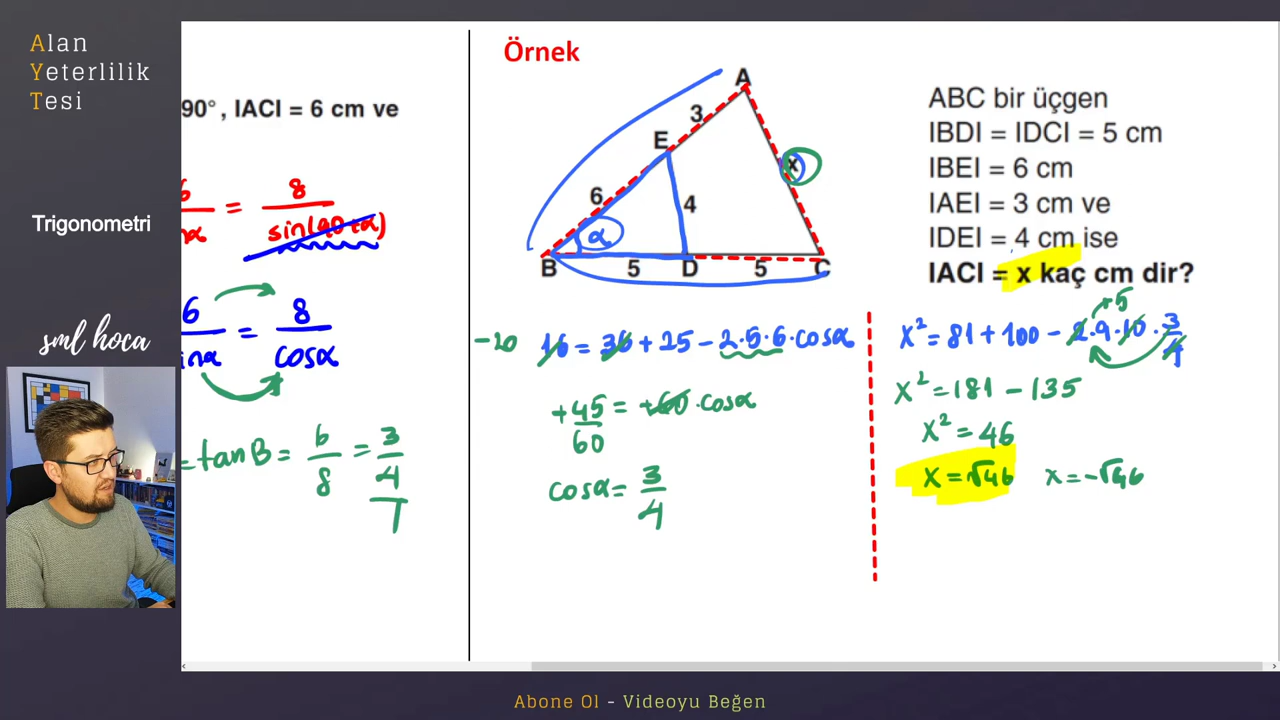 Alan
Yeterlilik
Tesi
Trigonometri
sml hoca
90°, IACI = 6 cm ve
= 8 / sin(90+α)
6 / sinα = 8 / cosα
= tanB = 6/8 = 3/4
Örnek
A
3
E
x
6
4
α
B
5
D
5
C
ABC bir üçgen
IBDI = IDCI = 5 cm
IBEI = 6 cm
IAEI = 3 cm ve
IDEI = 4 cm ise
IACI = x kaç cm dir?
-20 16 = 36 + 25 - 2·5·6·cosα
+45/60 = +60·cosα
cosα = 3/4
+5
x² = 81 + 100 - 2·9·10·3/4
x² = 181 - 135
x² = 46
x = √46 x = -√46
Abone Ol - Videoyu Beğen